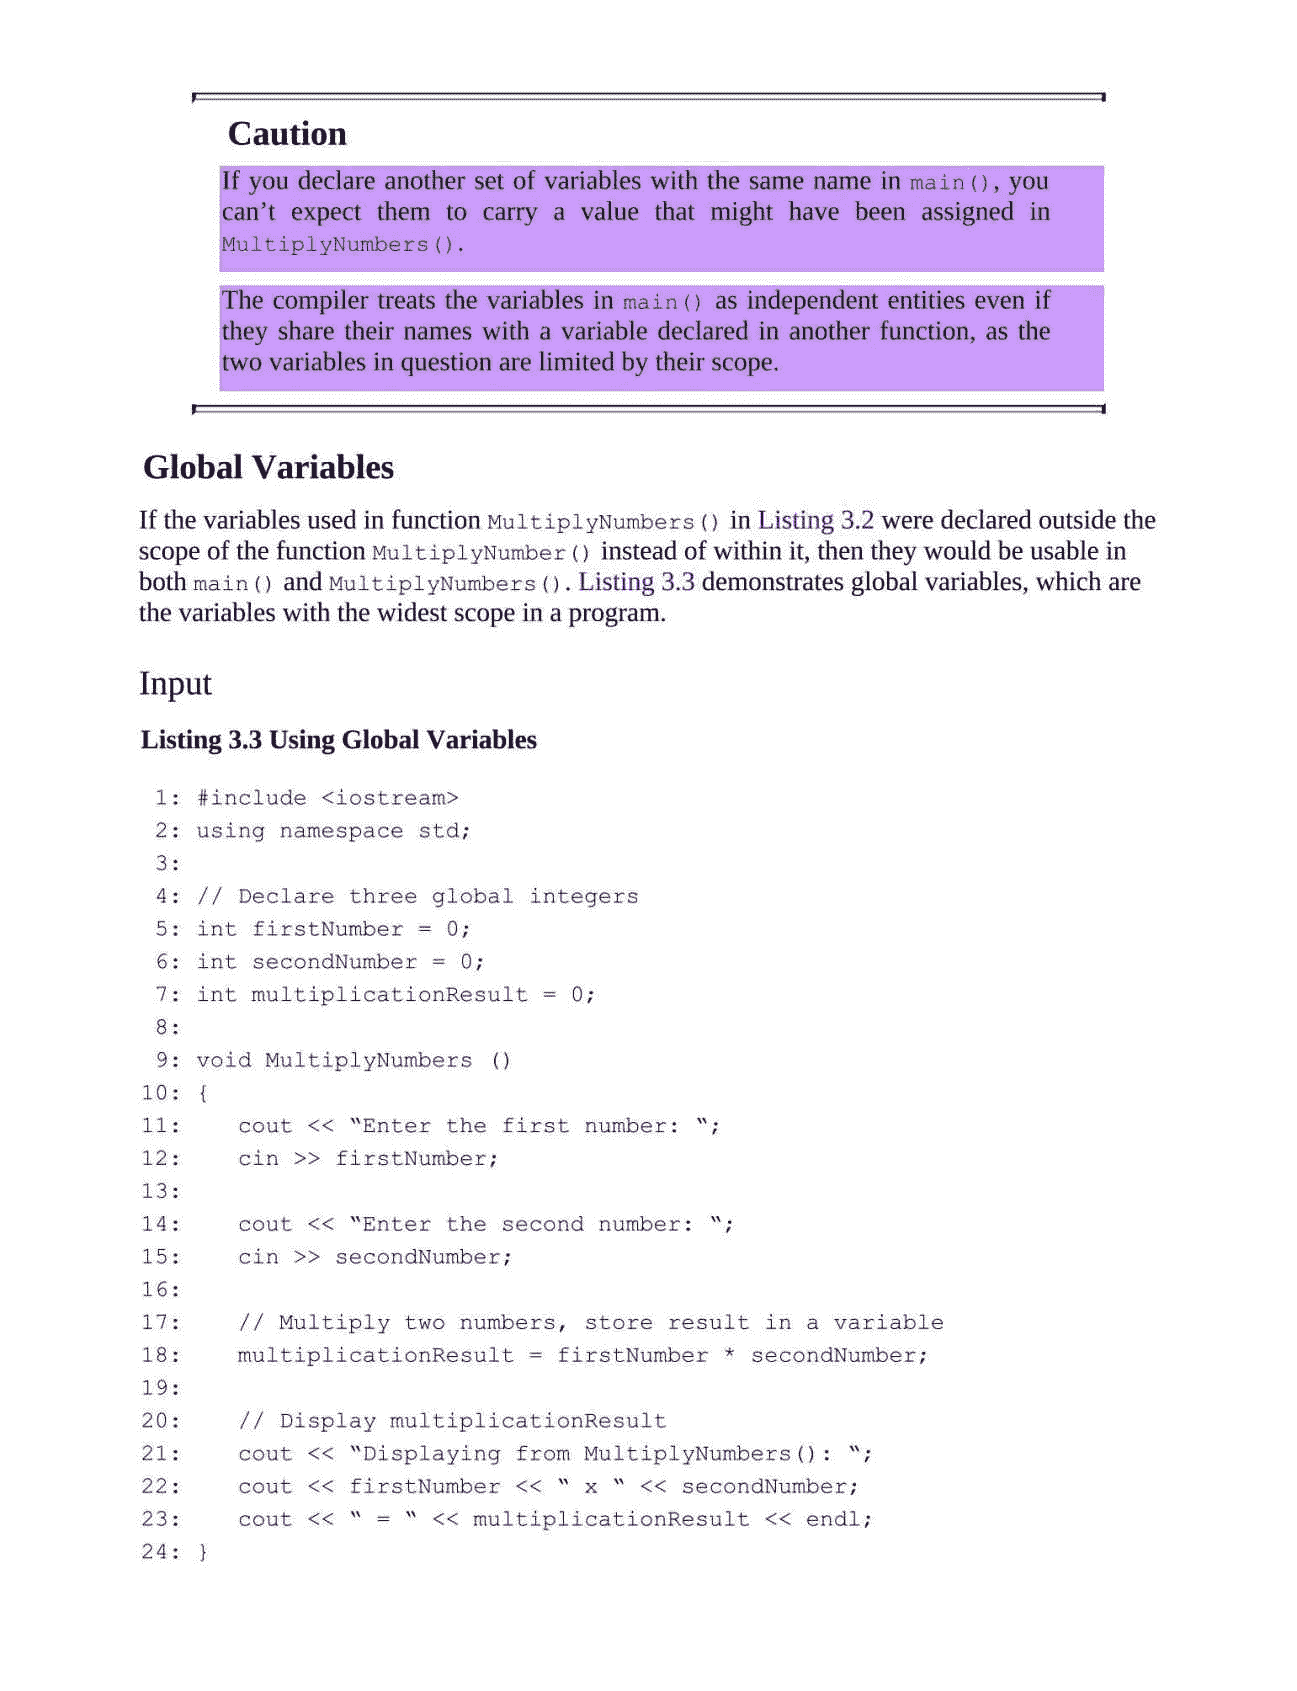 Caution
If you declare another set of variables with the same name in main(), you
can’t expect them to carry a value that might have been assigned in
MultiplyNumbers().
The compiler treats the variables in main() as independent entities even if
they share their names with a variable declared in another function, as the
two variables in question are limited by their scope.
Global Variables
If the variables used in function MultiplyNumbers() in Listing 3.2 were declared outside the
scope of the function MultiplyNumber() instead of within it, then they would be usable in
both main() and MultiplyNumbers(). Listing 3.3 demonstrates global variables, which are
the variables with the widest scope in a program.
Input
Listing 3.3 Using Global Variables
1: #include <iostream>
2: using namespace std;
3:
4: // Declare three global integers
5: int firstNumber = 0;
6: int secondNumber = 0;
7: int multiplicationResult = 0;
8:
9: void MultiplyNumbers ()
10: {
11:    cout << “Enter the first number: “;
12:    cin >> firstNumber;
13:
14:    cout << “Enter the second number: “;
15:    cin >> secondNumber;
16:
17:    // Multiply two numbers, store result in a variable
18:    multiplicationResult = firstNumber * secondNumber;
19:
20:    // Display multiplicationResult
21:    cout << “Displaying from MultiplyNumbers(): “;
22:    cout << firstNumber << “ x “ << secondNumber;
23:    cout << “ = “ << multiplicationResult << endl;
24: }